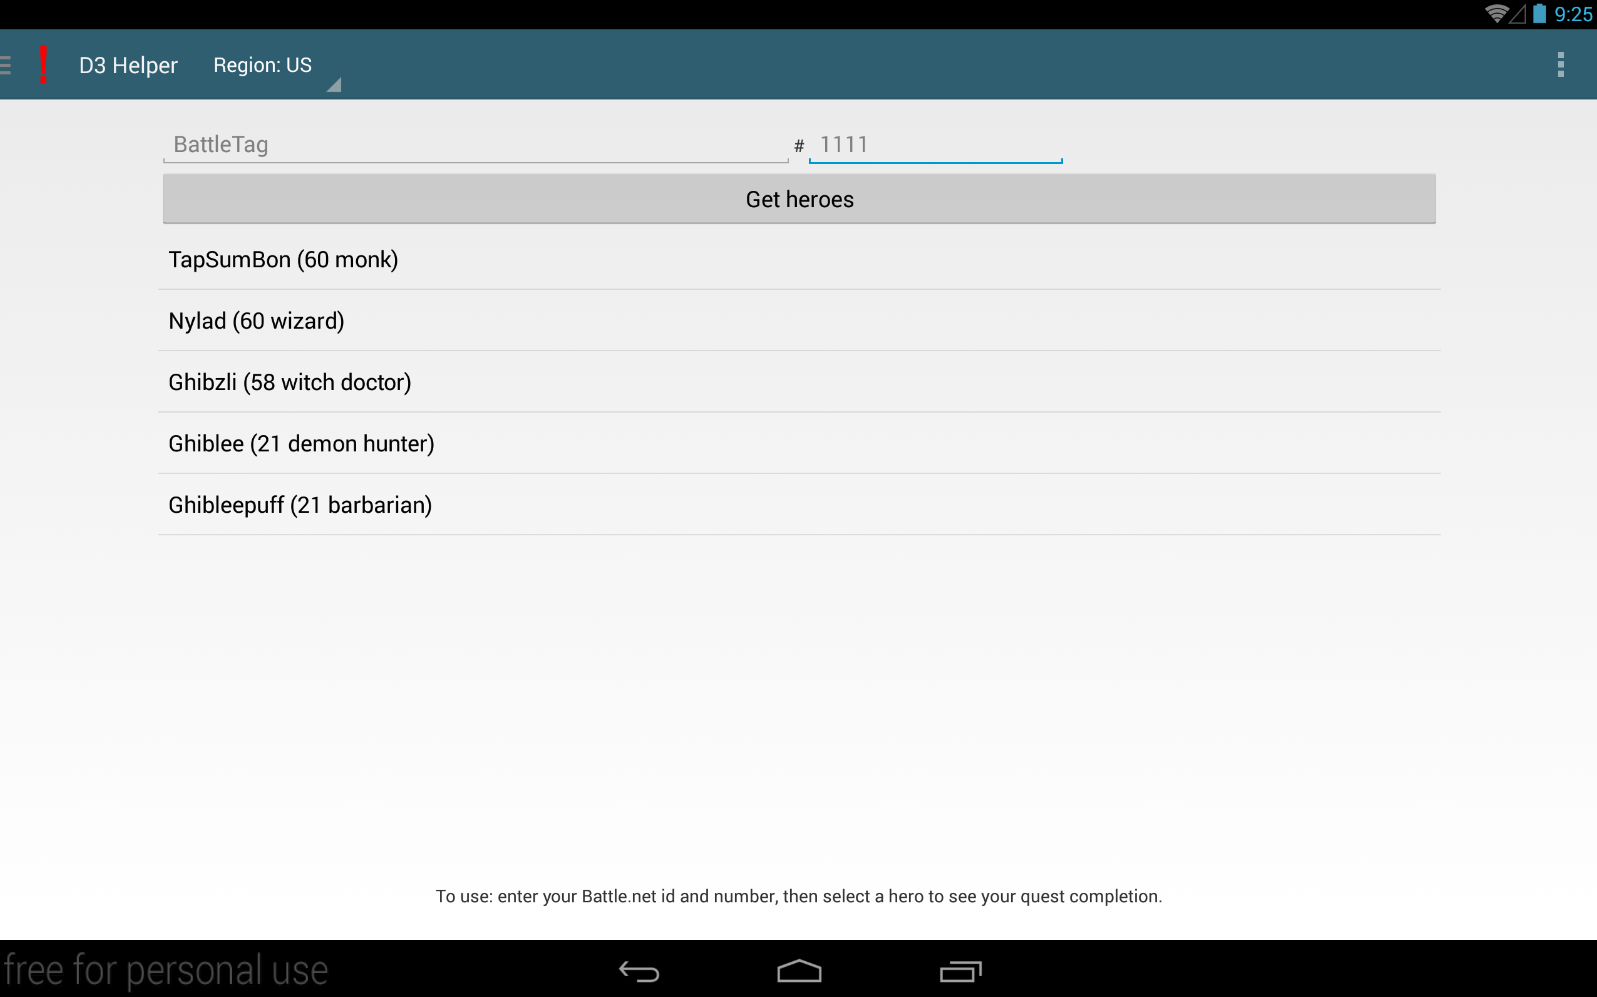 9:25
D3 Helper Region: US
BattleTag # 1111
Get heroes
TapSumBon (60 monk)
Nylad (60 wizard)
Ghibzli (58 witch doctor)
Ghiblee (21 demon hunter)
Ghibleepuff (21 barbarian)
To use: enter your Battle.net id and number, then select a hero to see your quest completion.
free for personal use